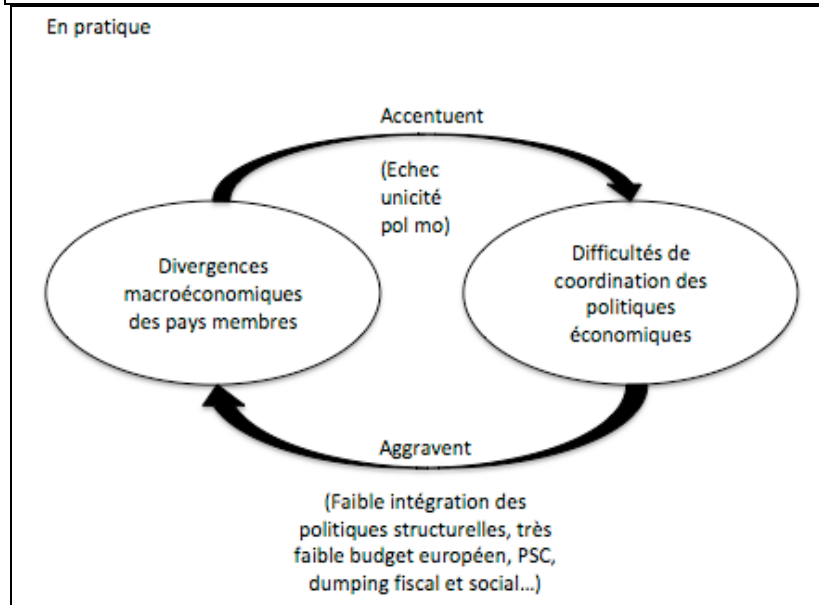 En pratique
Accentuent
(Echec
unicité
pol mo)
Divergences
macroéconomiques
des pays membres
Difficultés de
coordination des
politiques
économiques
Aggravent
(Faible intégration des
politiques structurelles, très
faible budget européen, PSC,
dumping fiscal et social…)